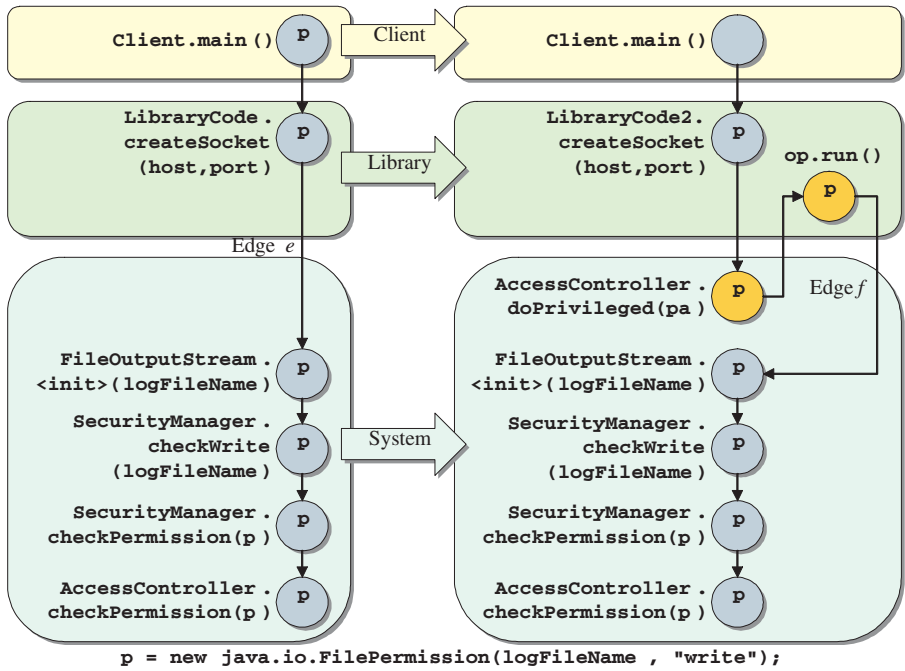 Client.main()
p
Client
Client.main()
LibraryCode.
createSocket
(host,port)
p
Library
LibraryCode2.
createSocket
(host,port)
p
op.run()
p
Edge e
AccessController.
doPrivileged(pa)
p
Edge f
FileOutputStream.
<init>(logFileName)
p
FileOutputStream.
<init>(logFileName)
p
SecurityManager.
checkWrite
(logFileName)
p
System
SecurityManager.
checkWrite
(logFileName)
p
SecurityManager.
checkPermission(p)
p
SecurityManager.
checkPermission(p)
p
AccessController.
checkPermission(p)
p
AccessController.
checkPermission(p)
p
p = new java.io.FilePermission(logFileName , "write");